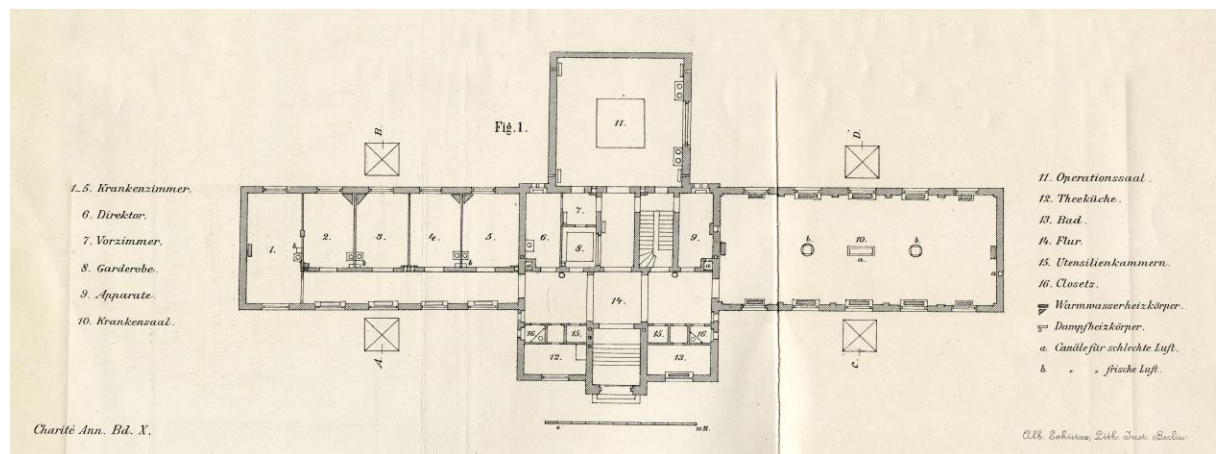 Fig. 1.
B.
D.
1_5. Krankenzimmer.
6. Direktor.
7. Vorzimmer.
8. Garderobe.
9. Apparate.
10. Krankensaal.
11.
1.
2.
3.
4.
5.
6.
7.
8.
9.
10.
a.
b.
b.
b
b
b
a
a
a
14.
16.
15.
15.
16.
12.
13.
A.
C.
11. Operationssaal.
12. Theeküche.
13. Bad.
14. Flur.
15. Utensilienkammern.
16. Closets.
Warmwasserheizkörper.
Dampfheizkörper.
a. Canäle für schlechte Luft.
b. „ „ frische Luft.
Charité Ann. Bd. X.
Alb. Schütze, Lith. Inst. Berlin.